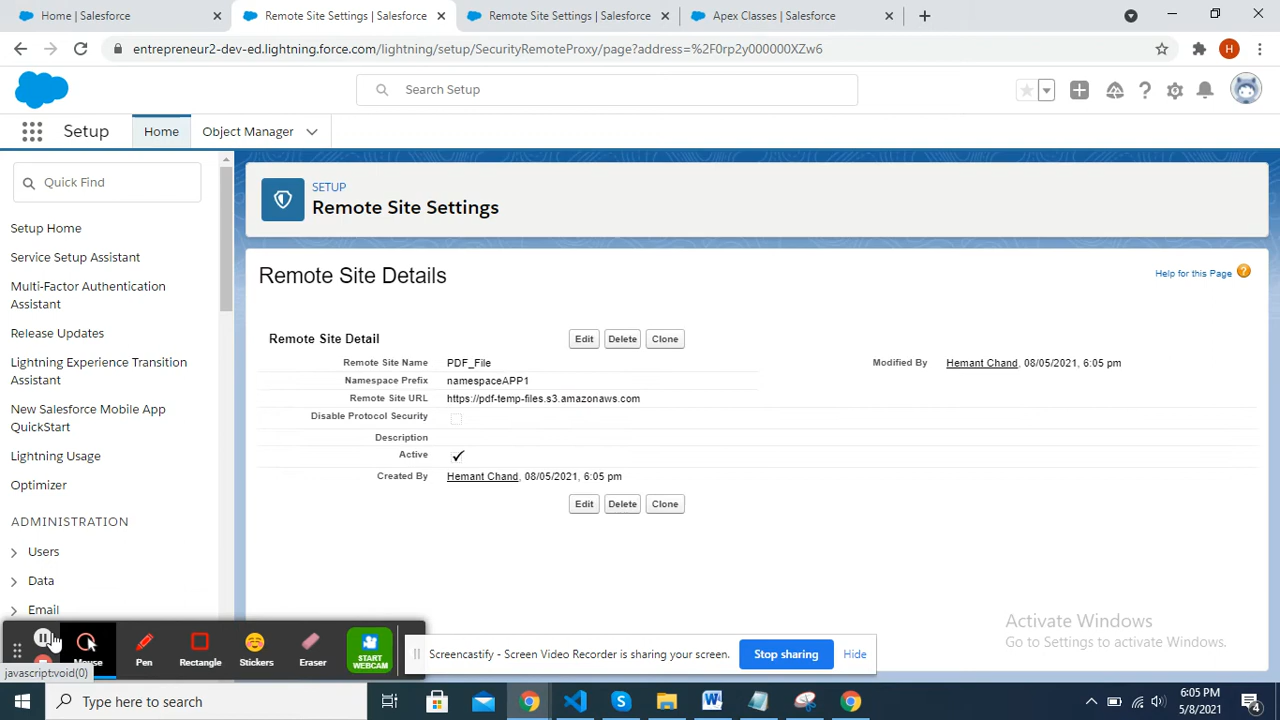 Home | Salesforce
Remote Site Settings | Salesforce
Remote Site Settings | Salesforce
Apex Classes | Salesforce
entrepreneur2-dev-ed.lightning.force.com/lightning/setup/SecurityRemoteProxy/page?address=%2F0rp2y000000XZw6
H
Search Setup
Setup
Home
Object Manager
Quick Find
Setup Home
Service Setup Assistant
Multi-Factor Authentication
Assistant
Release Updates
Lightning Experience Transition
Assistant
New Salesforce Mobile App
QuickStart
Lightning Usage
Optimizer
ADMINISTRATION
Users
Data
Email
SETUP
Remote Site Settings
Remote Site Details
Help for this Page
Remote Site Detail
Edit Delete Clone
Remote Site Name PDF_File Modified By Hemant Chand, 08/05/2021, 6:05 pm
Namespace Prefix namespaceAPP1
Remote Site URL https://pdf-temp-files.s3.amazonaws.com
Disable Protocol Security
Description
Active
Created By Hemant Chand, 08/05/2021, 6:05 pm
Edit Delete Clone
Activate Windows
Go to Settings to activate Windows.
Mouse
Pen
Rectangle
Stickers
Eraser
START
WEBCAM
Screencastify - Screen Video Recorder is sharing your screen.
Stop sharing
Hide
javascript:void(0)
Type here to search
6:05 PM
5/8/2021
4